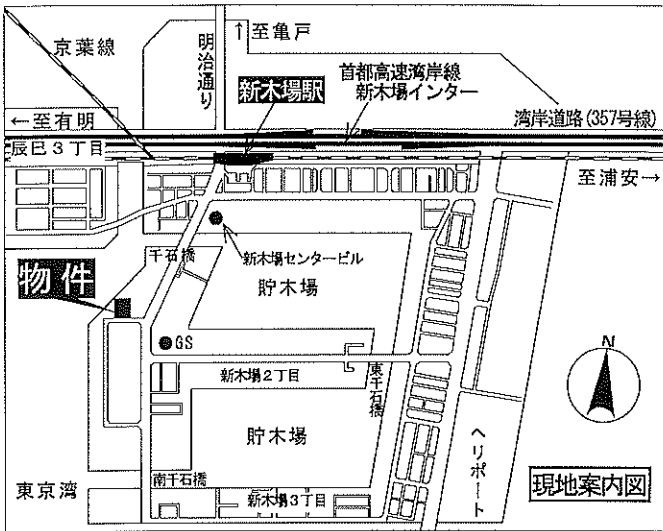 京葉線
明治通り
↑至亀戸
首都高速湾岸線
新木場インター
新木場駅
湾岸道路(357号線)
←至有明
辰巳3丁目
至浦安→
新木場センタービル
千石橋
物件
貯木場
GS
新木場2丁目
東千石橋
N
貯木場
ヘリポート
南千石橋
東京湾
新木場3丁目
現地案内図